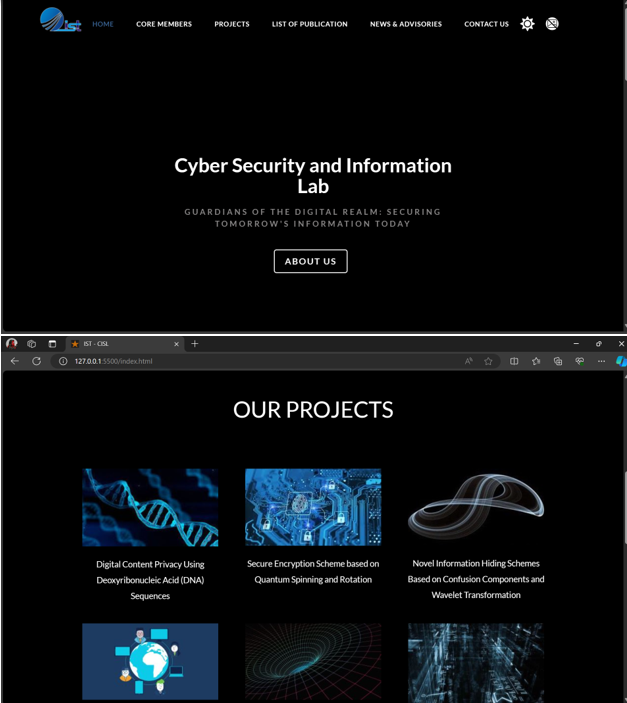 ist
HOME
CORE MEMBERS
PROJECTS
LIST OF PUBLICATION
NEWS & ADVISORIES
CONTACT US
Cyber Security and Information
Lab
GUARDIANS OF THE DIGITAL REALM: SECURING
TOMORROW'S INFORMATION TODAY
ABOUT US
IST - CISL
127.0.0.1:5500/index.html
OUR PROJECTS
Digital Content Privacy Using
Deoxyribonucleic Acid (DNA)
Sequences
Secure Encryption Scheme based on
Quantum Spinning and Rotation
Novel Information Hiding Schemes
Based on Confusion Components and
Wavelet Transformation